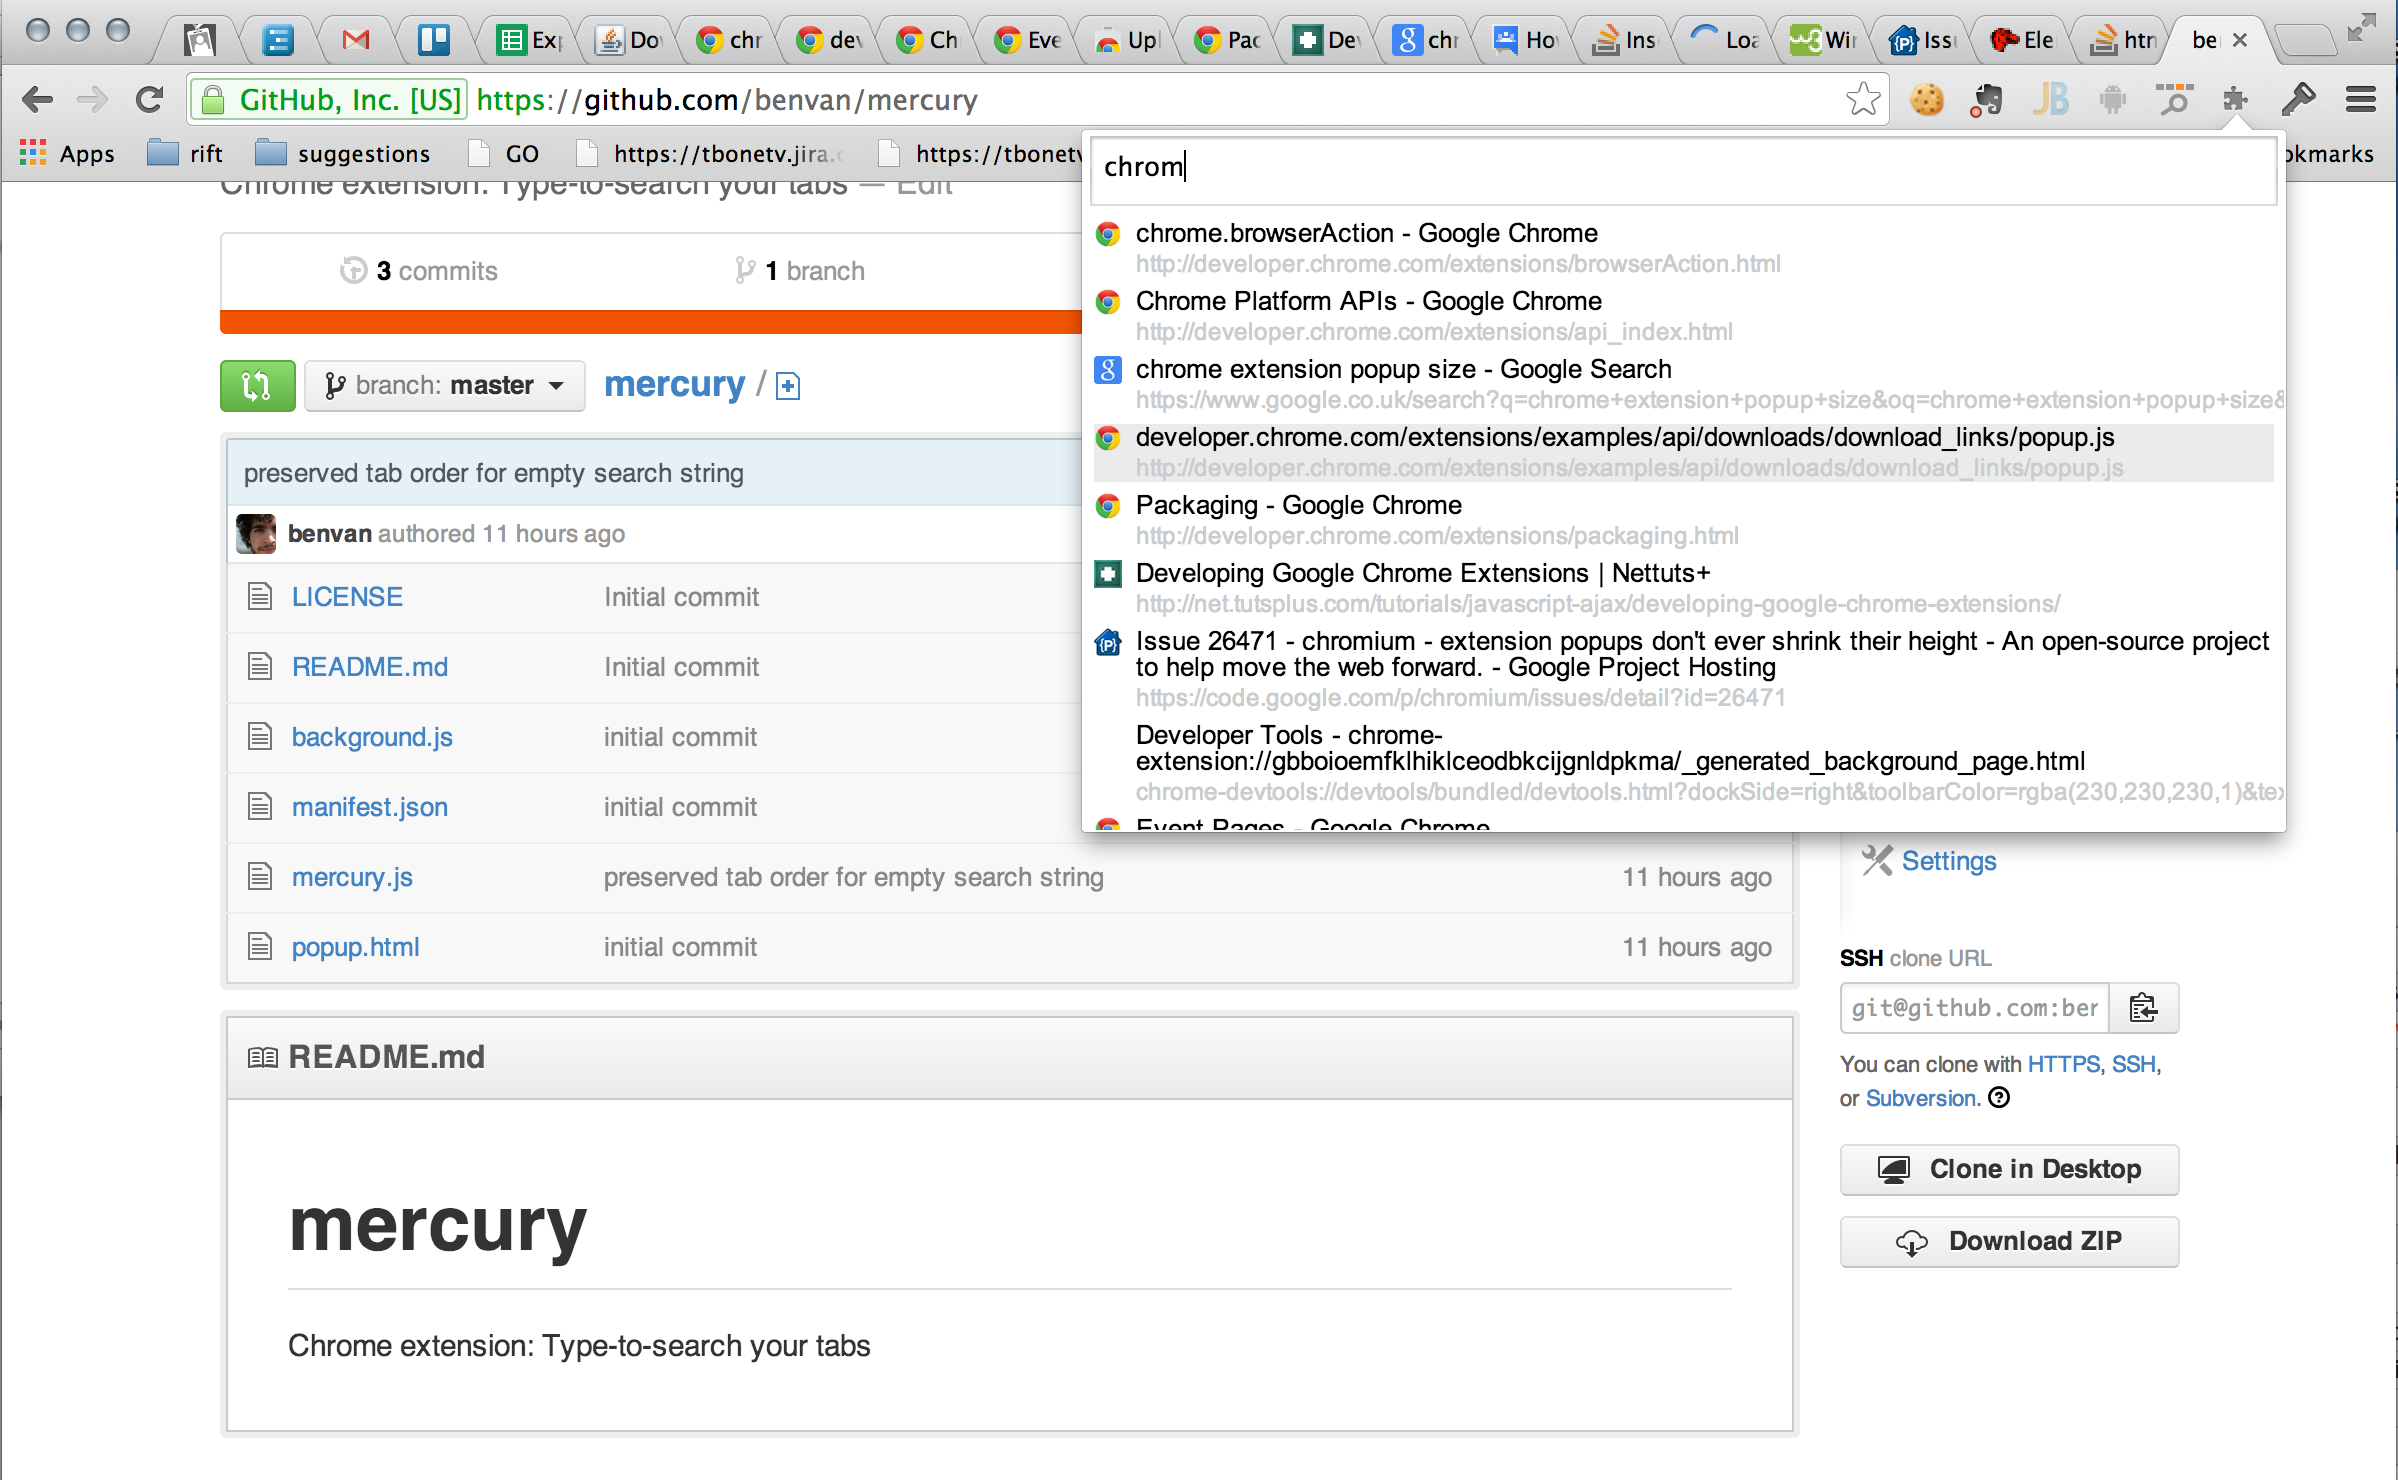 Exp
Do
chr
dev
Ch
Eve
Upl
Pac
De
chr
Ho
Ins
Loa
Wi
Iss
Ele
htm
be
GitHub, Inc. [US] https://github.com/benvan/mercury
Apps rift suggestions GO https://tbonetv.jira. https://tbonetv okmarks
Chrome extension: Type-to-search your tabs — Edit
3 commits 1 branch
branch: master mercury /
preserved tab order for empty search string
benvan authored 11 hours ago
LICENSE Initial commit
README.md Initial commit
background.js initial commit
manifest.json initial commit
mercury.js preserved tab order for empty search string 11 hours ago
popup.html initial commit 11 hours ago
README.md
mercury
Chrome extension: Type-to-search your tabs
chrom
chrome.browserAction - Google Chrome
http://developer.chrome.com/extensions/browserAction.html
Chrome Platform APIs - Google Chrome
http://developer.chrome.com/extensions/api_index.html
chrome extension popup size - Google Search
https://www.google.co.uk/search?q=chrome+extension+popup+size&oq=chrome+extension+popup+size&
developer.chrome.com/extensions/examples/api/downloads/download_links/popup.js
http://developer.chrome.com/extensions/examples/api/downloads/download_links/popup.js
Packaging - Google Chrome
http://developer.chrome.com/extensions/packaging.html
Developing Google Chrome Extensions | Nettuts+
http://net.tutsplus.com/tutorials/javascript-ajax/developing-google-chrome-extensions/
Issue 26471 - chromium - extension popups don't ever shrink their height - An open-source project
to help move the web forward. - Google Project Hosting
https://code.google.com/p/chromium/issues/detail?id=26471
Developer Tools - chrome-
extension://gbboioemfklhiklceodbkcijgnldpkma/_generated_background_page.html
chrome-devtools://devtools/bundled/devtools.html?dockSide=right&toolbarColor=rgba(230,230,230,1)&tex
Event Pages - Google Chrome
Settings
SSH clone URL
git@github.com:ber
You can clone with HTTPS, SSH,
or Subversion.
Clone in Desktop
Download ZIP